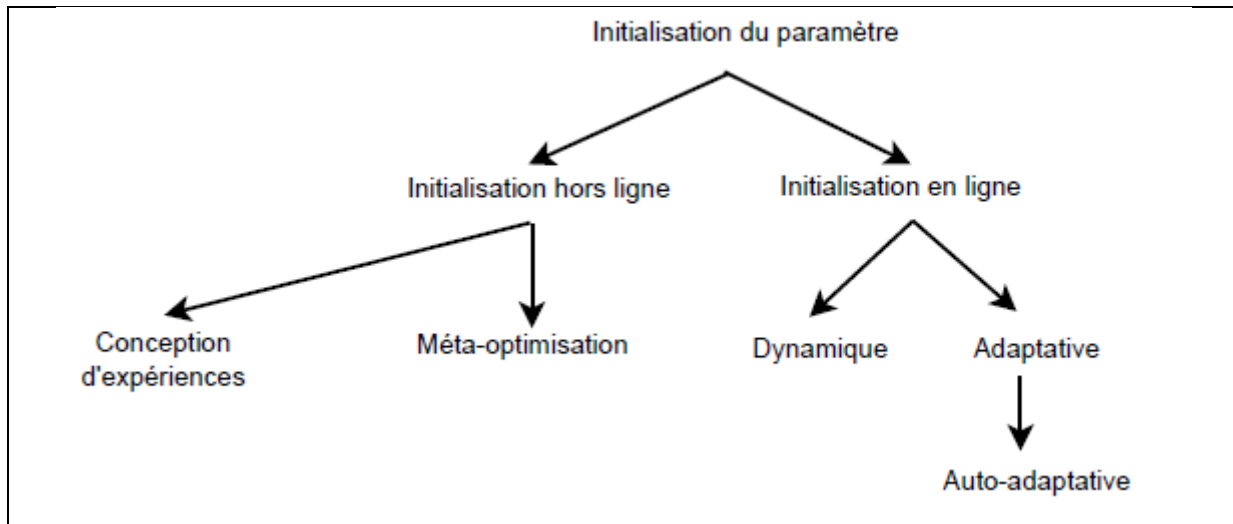 Initialisation du paramètre
Initialisation hors ligne
Initialisation en ligne
Conception
d'expériences
Méta-optimisation
Dynamique
Adaptative
Auto-adaptative